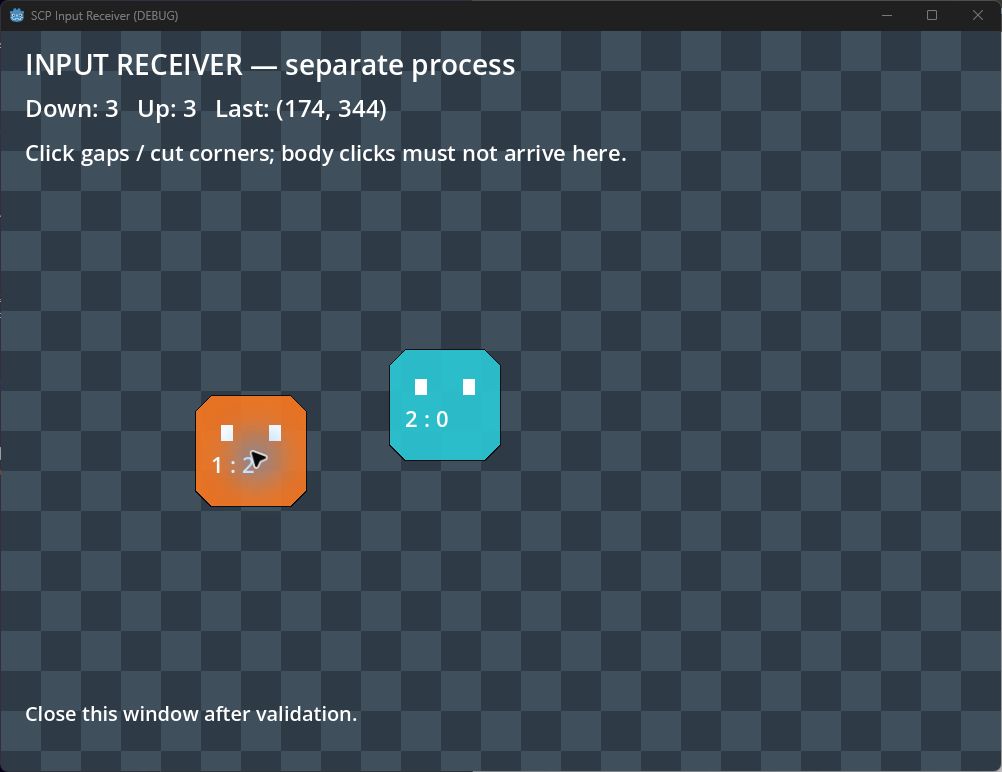 SCP Input Receiver (DEBUG)
INPUT RECEIVER — separate process
Down: 3   Up: 3   Last: (174, 344)
Click gaps / cut corners; body clicks must not arrive here.
2 : 0
1 : 2
Close this window after validation.